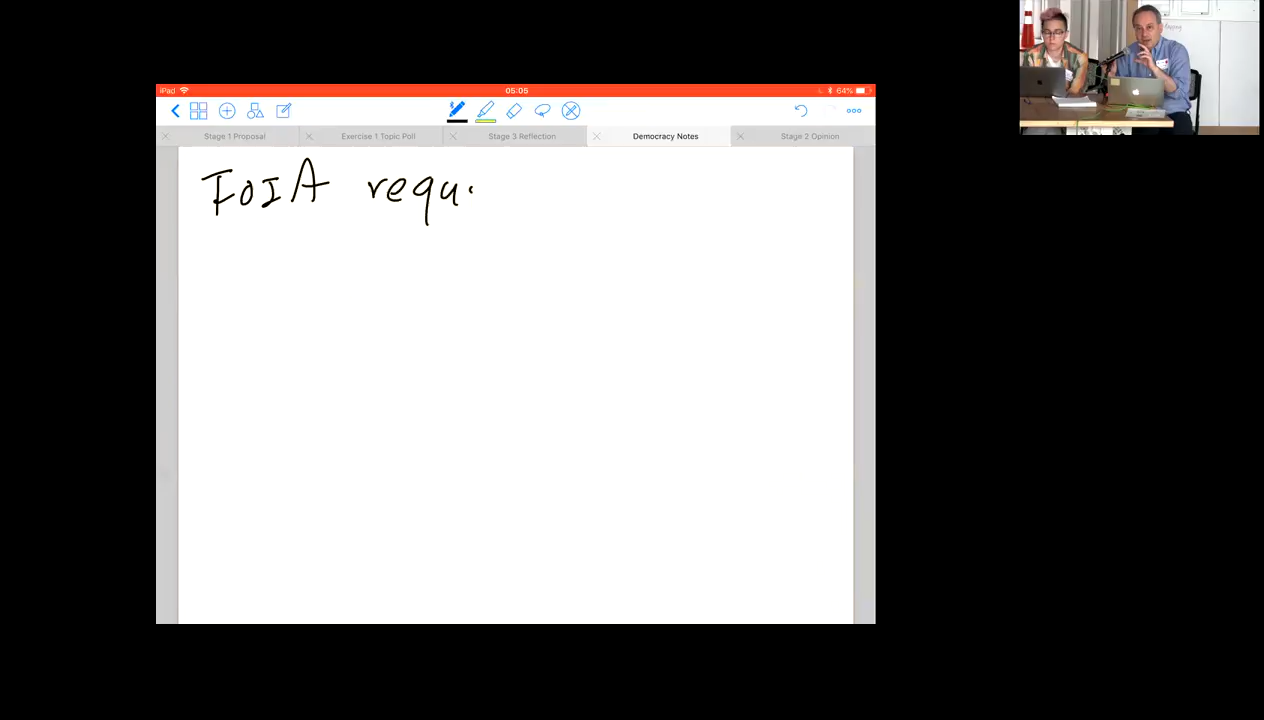 iPad 05:05 64%
Stage 1 Proposal Exercise 1 Topic Poll Stage 3 Reflection Democracy Notes Stage 2 Opinion
FOIA requ